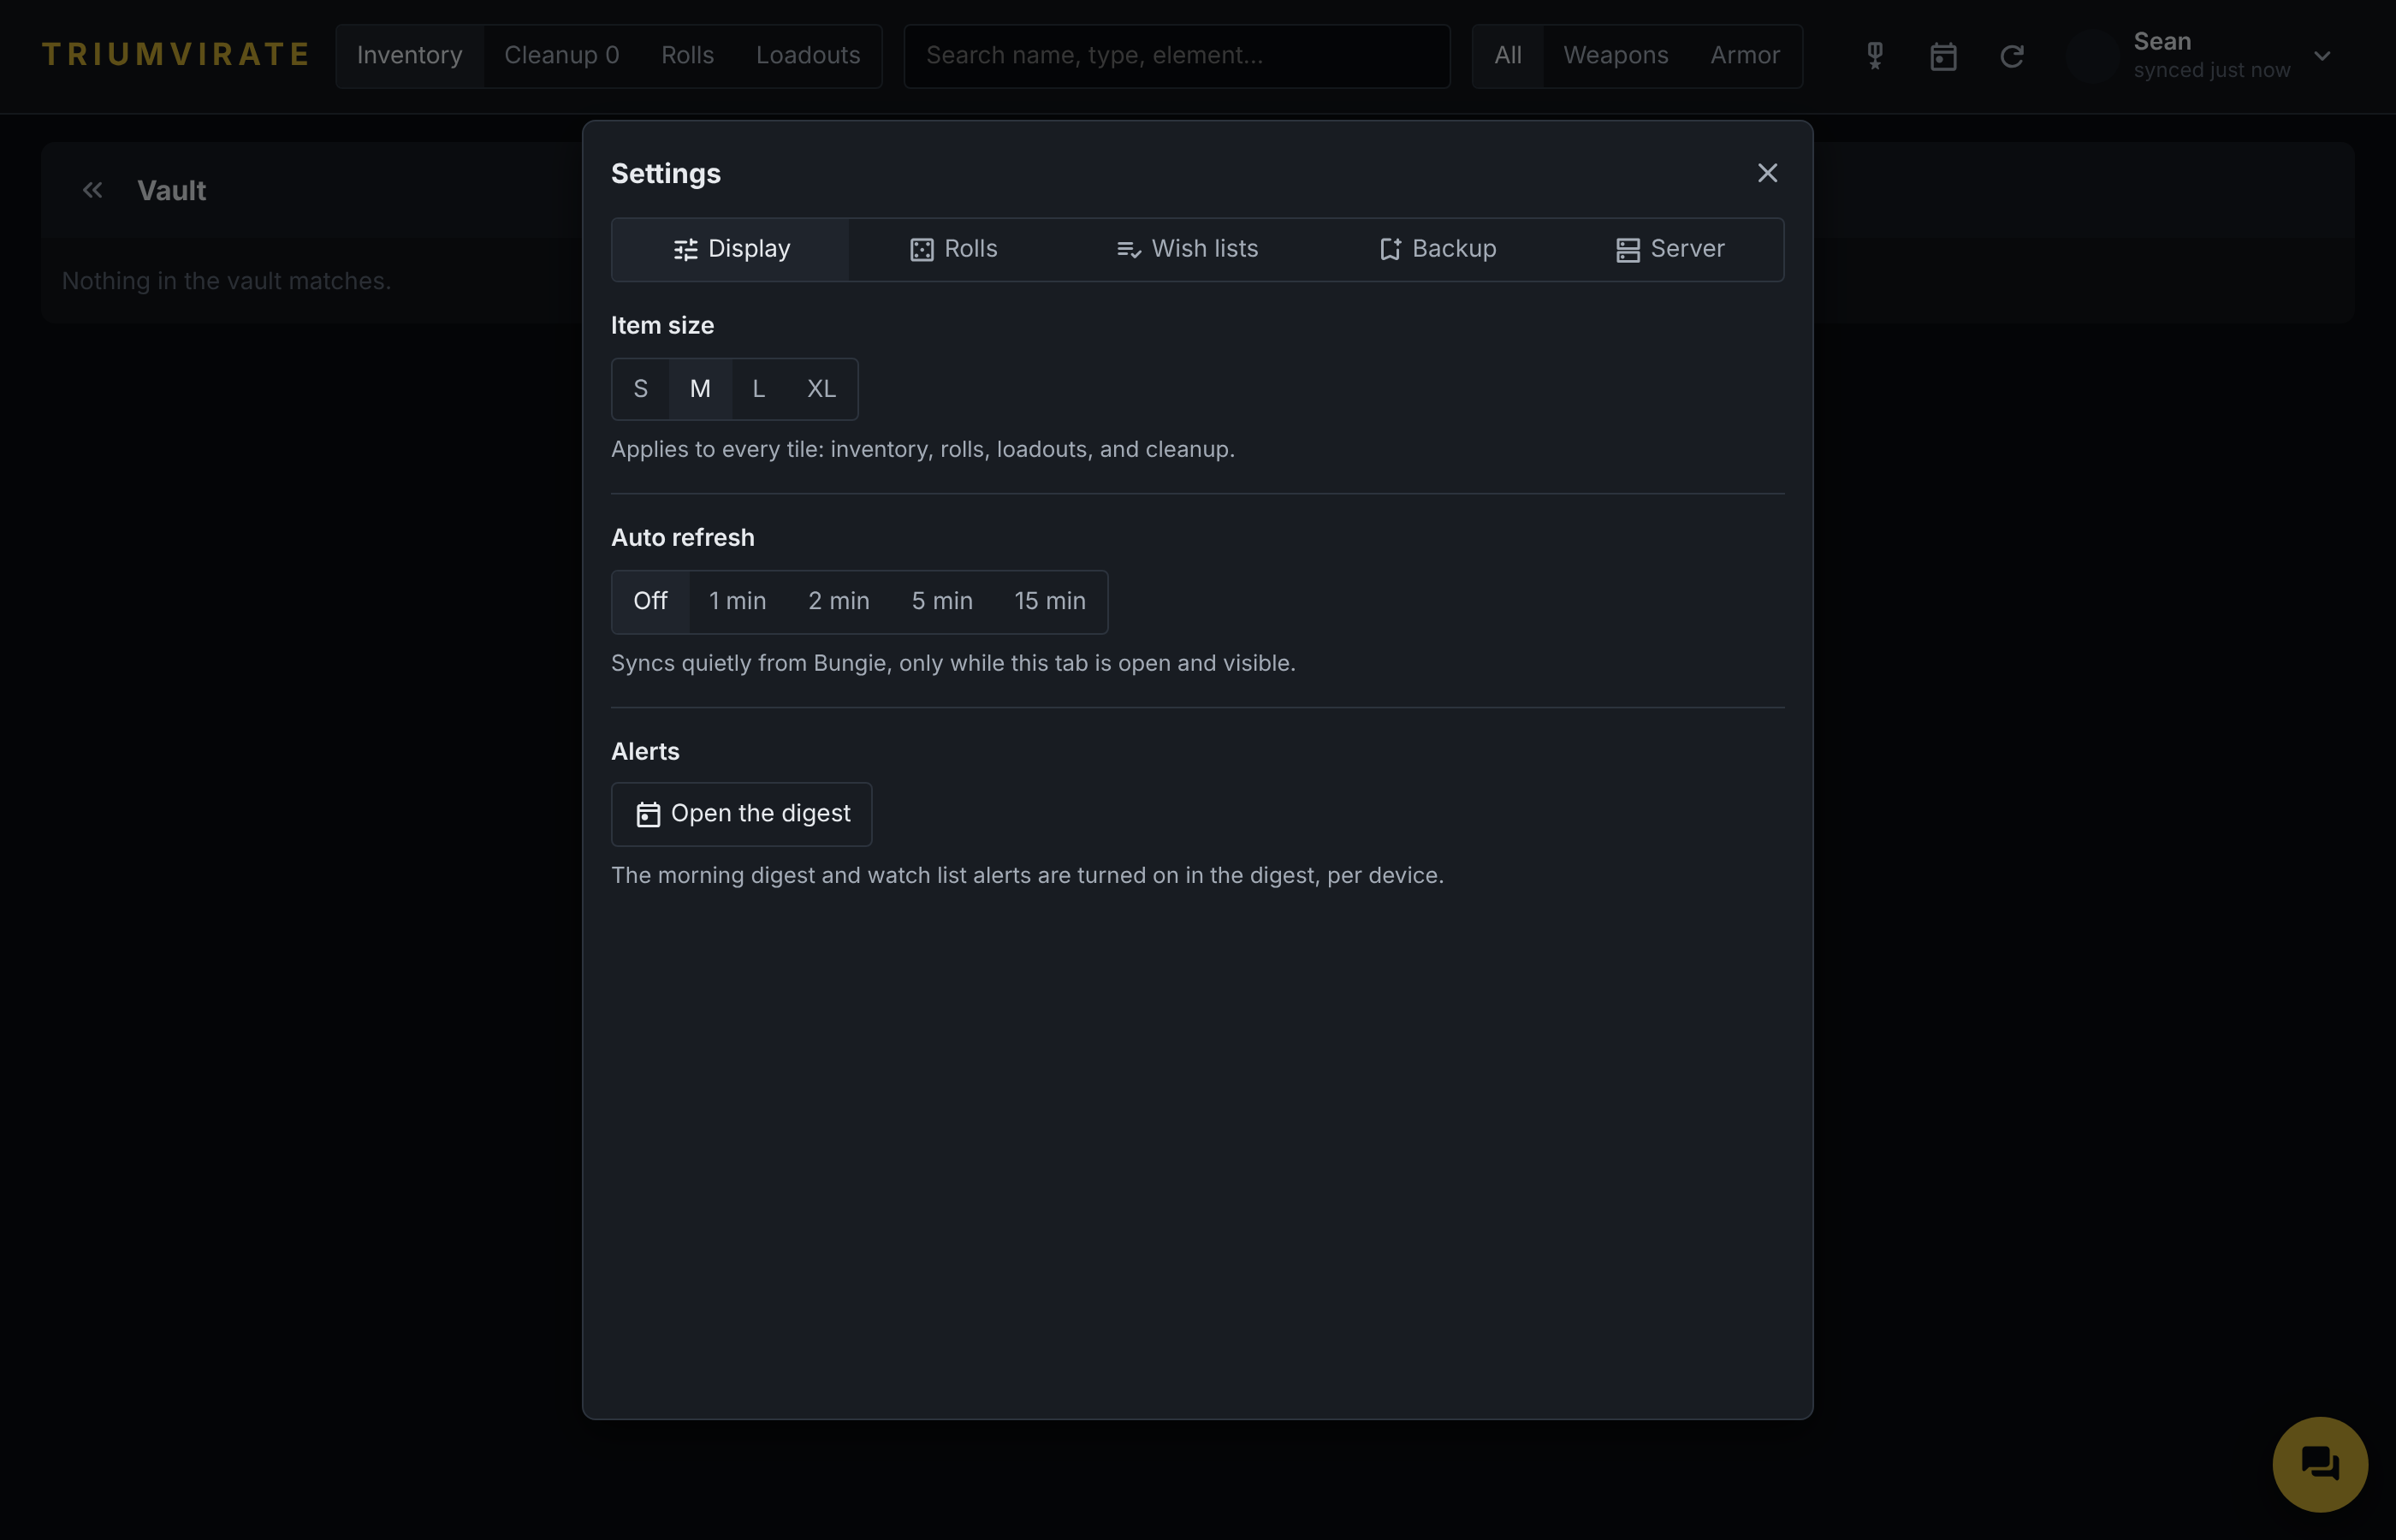 TRIUMVIRATE Inventory Cleanup 0 Rolls Loadouts Search name, type, element... All Weapons Armor Sean
synced just now
Vault
Nothing in the vault matches.
Settings
Display Rolls Wish lists Backup Server
Item size
S M L XL
Applies to every tile: inventory, rolls, loadouts, and cleanup.
Auto refresh
Off 1 min 2 min 5 min 15 min
Syncs quietly from Bungie, only while this tab is open and visible.
Alerts
Open the digest
The morning digest and watch list alerts are turned on in the digest, per device.